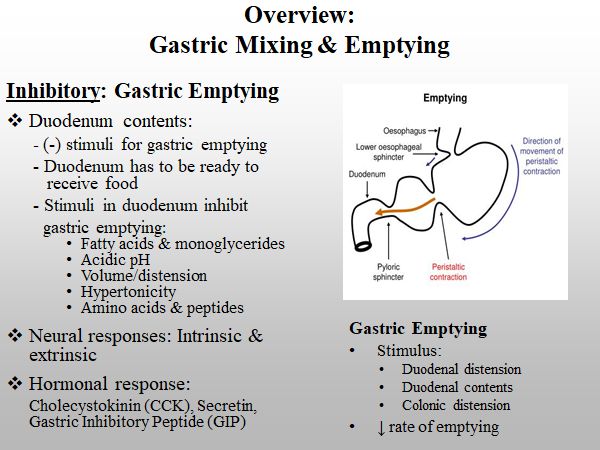 Overview:
Gastric Mixing & Emptying
Inhibitory: Gastric Emptying
❖ Duodenum contents:
- (-) stimuli for gastric emptying
- Duodenum has to be ready to
receive food
- Stimuli in duodenum inhibit
gastric emptying:
• Fatty acids & monoglycerides
• Acidic pH
• Volume/distension
• Hypertonicity
• Amino acids & peptides
❖ Neural responses: Intrinsic &
extrinsic
❖ Hormonal response:
Cholecystokinin (CCK), Secretin,
Gastric Inhibitory Peptide (GIP)
Emptying
Oesophagus
Lower oesophageal
sphincter
Duodenum
Direction of
movement of
peristaltic
contraction
Pyloric
sphincter
Peristaltic
contraction
Gastric Emptying
• Stimulus:
• Duodenal distension
• Duodenal contents
• Colonic distension
• ↓ rate of emptying